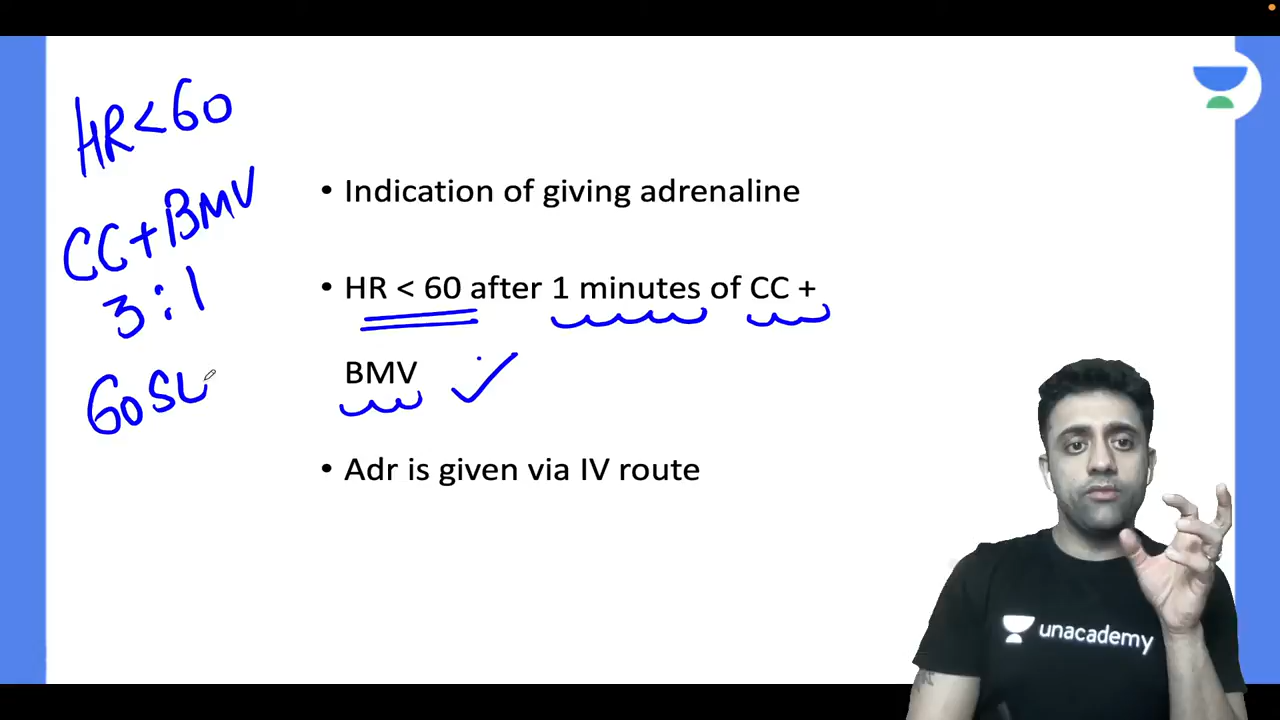 HR<60
CC+BMV
3:1
60
• Indication of giving adrenaline
• HR < 60 after 1 minutes of CC +
BMV
• Adr is given via IV route
unacademy